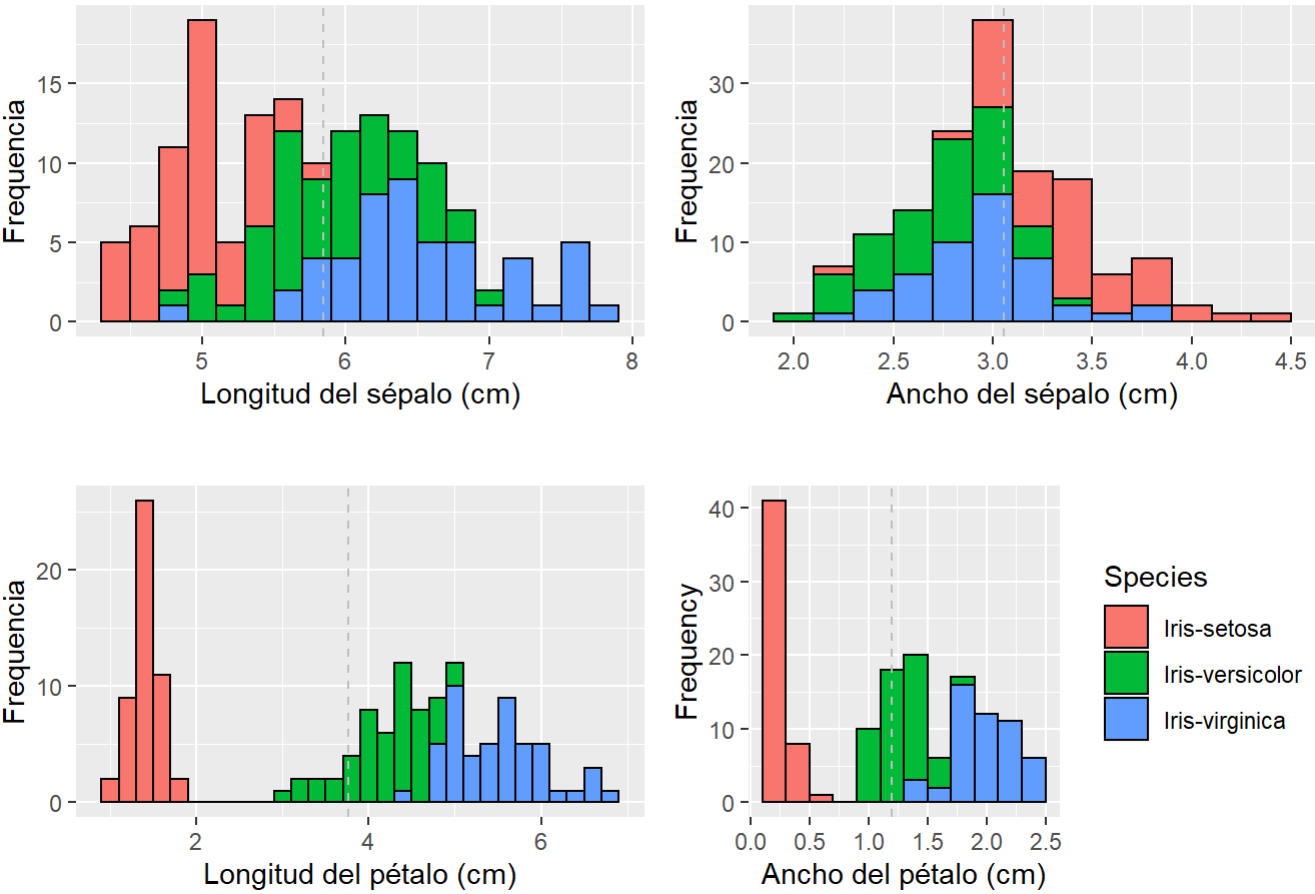 Frequencia
15
10
5
0
5
6
7
8
Longitud del sépalo (cm)
Frequencia
30
20
10
0
2.0
2.5
3.0
3.5
4.0
4.5
Ancho del sépalo (cm)
Frequencia
20
10
0
2
4
6
Longitud del pétalo (cm)
Frequency
40
30
20
10
0
0.0
0.5
1.0
1.5
2.0
2.5
Ancho del pétalo (cm)
Species
Iris-setosa
Iris-versicolor
Iris-virginica